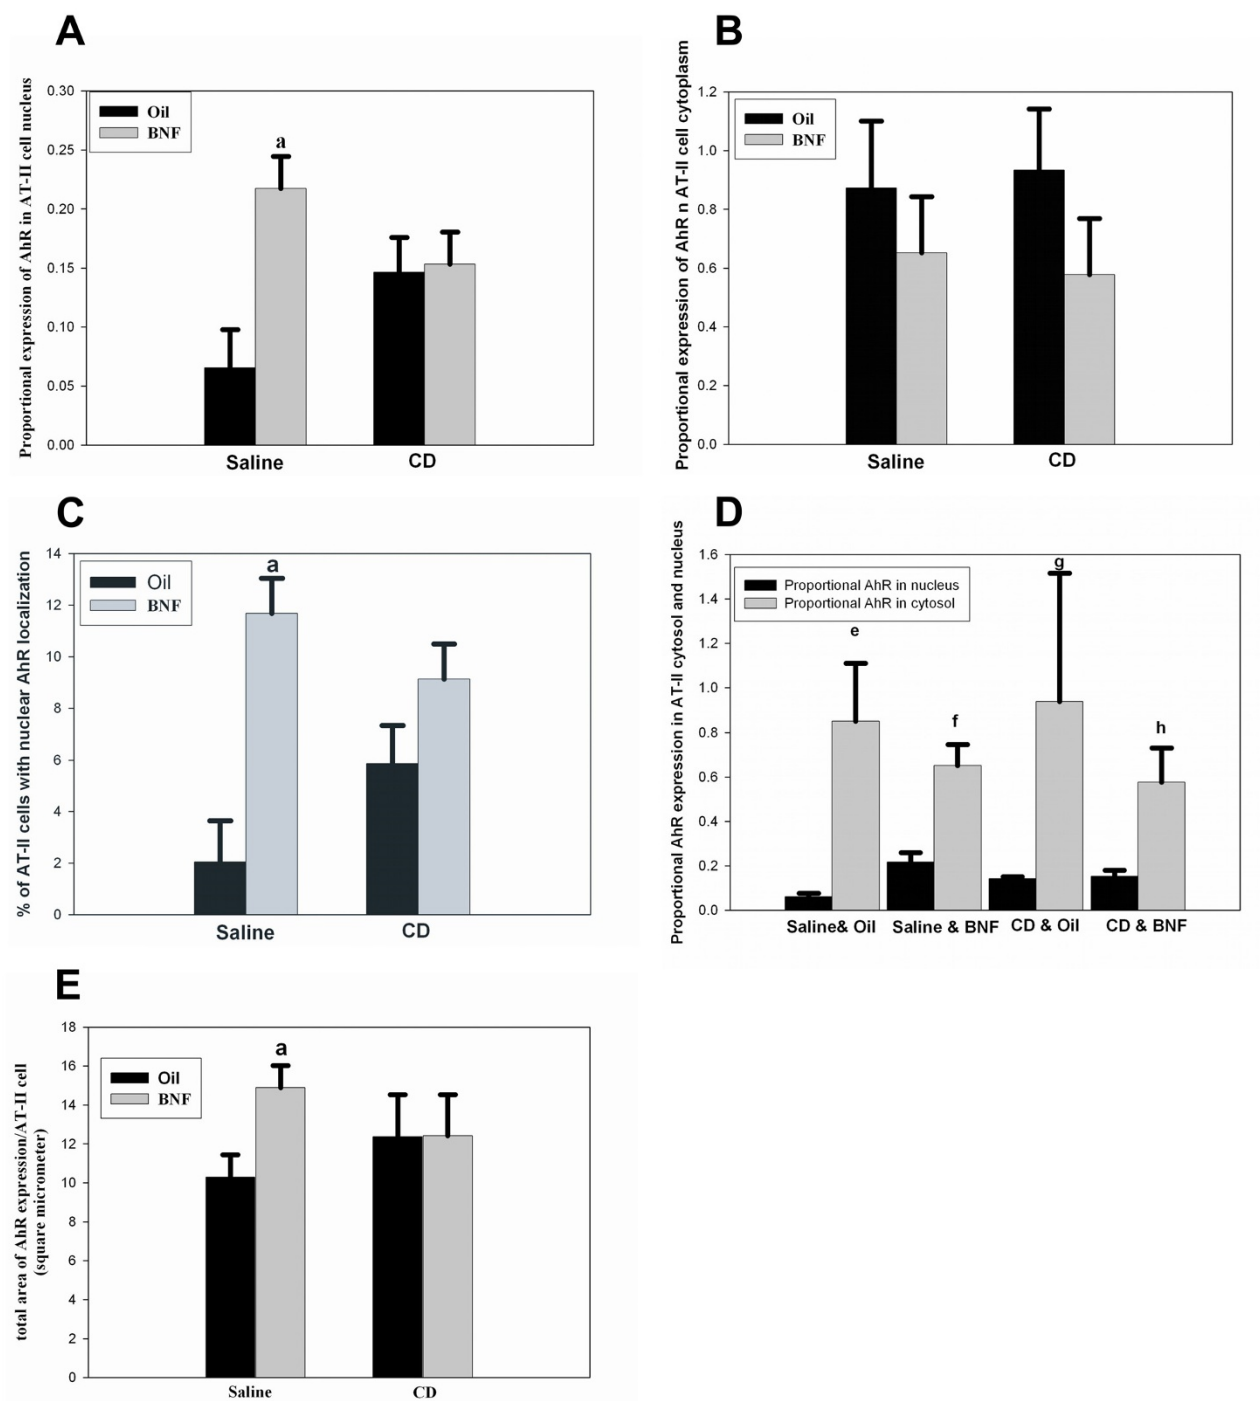 A
Proportional expression of AhR in AT-II cell nucleus
0.30
0.25
0.20
0.15
0.10
0.05
0.00
Oil
BNF
a
Saline
CD
B
Proportional expression of AhR n AT-II cell cytoplasm
1.2
1.0
0.8
0.6
0.4
0.2
0.0
Oil
BNF
Saline
CD
C
% of AT-II cells with nuclear AhR localization
14
12
10
8
6
4
2
0
Oil
BNF
a
Saline
CD
D
Proportional AhR expression in AT-II cytosol and nucleus
1.6
1.4
1.2
1.0
0.8
0.6
0.4
0.2
0.0
Proportional AhR in nucleus
Proportional AhR in cytosol
e
f
g
h
Saline& Oil
Saline & BNF
CD & Oil
CD & BNF
E
total area of AhR expression/AT-II cell
(square micrometer)
18
16
14
12
10
8
6
4
2
0
Oil
BNF
a
Saline
CD